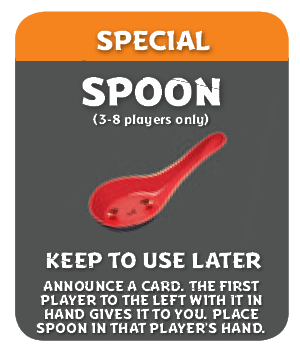 SPECIAL
SPOON
(3-8 players only)
KEEP TO USE LATER
ANNOUNCE A CARD. THE FIRST
PLAYER TO THE LEFT WITH IT IN
HAND GIVES IT TO YOU. PLACE
SPOON IN THAT PLAYER'S HAND.